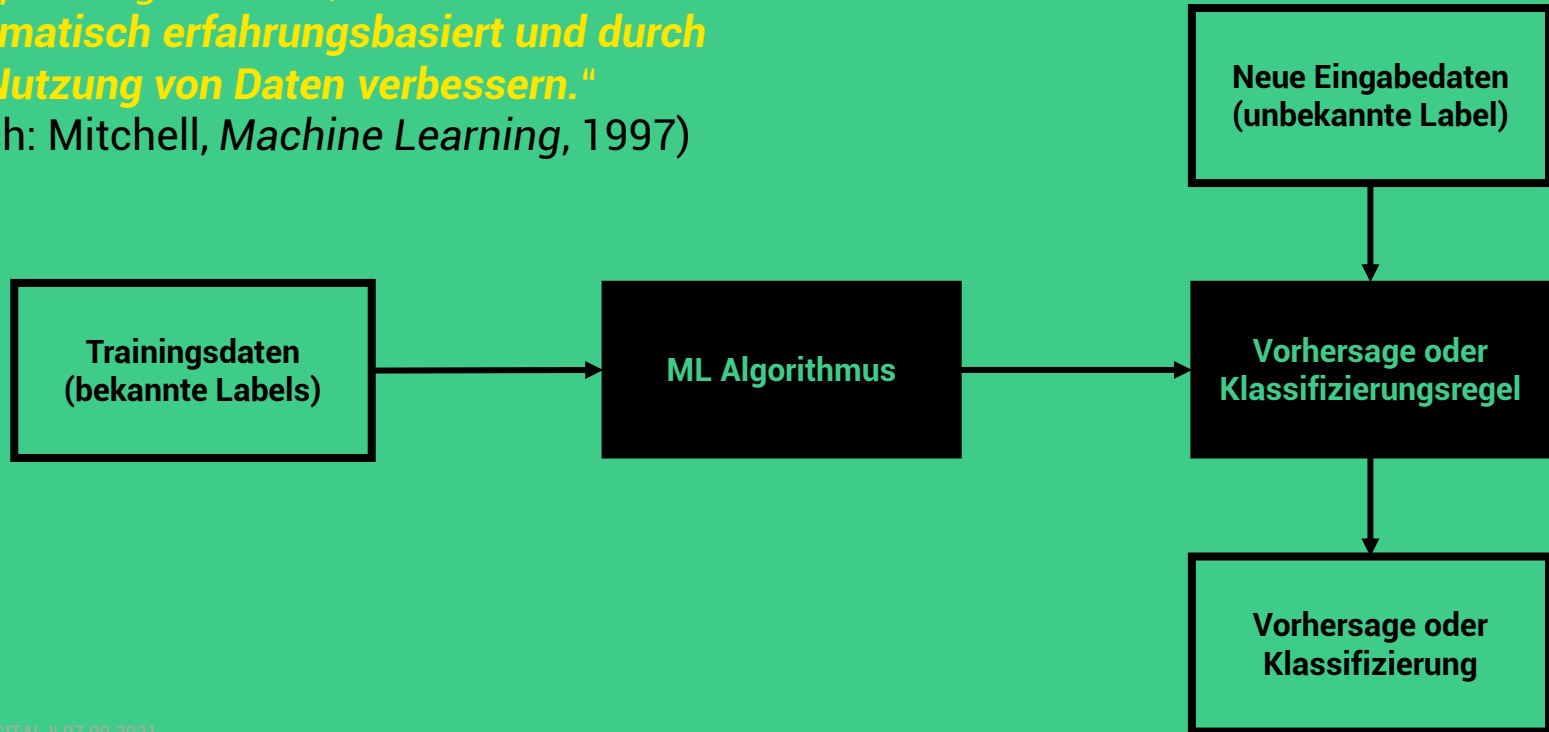 matisch erfahrungsbasiert und durch
Nutzung von Daten verbessern.“
h: Mitchell, Machine Learning, 1997)
Neue Eingabedaten
(unbekannte Label)
Trainingsdaten
(bekannte Labels)
ML Algorithmus
Vorhersage oder
Klassifizierungsregel
Vorhersage oder
Klassifizierung